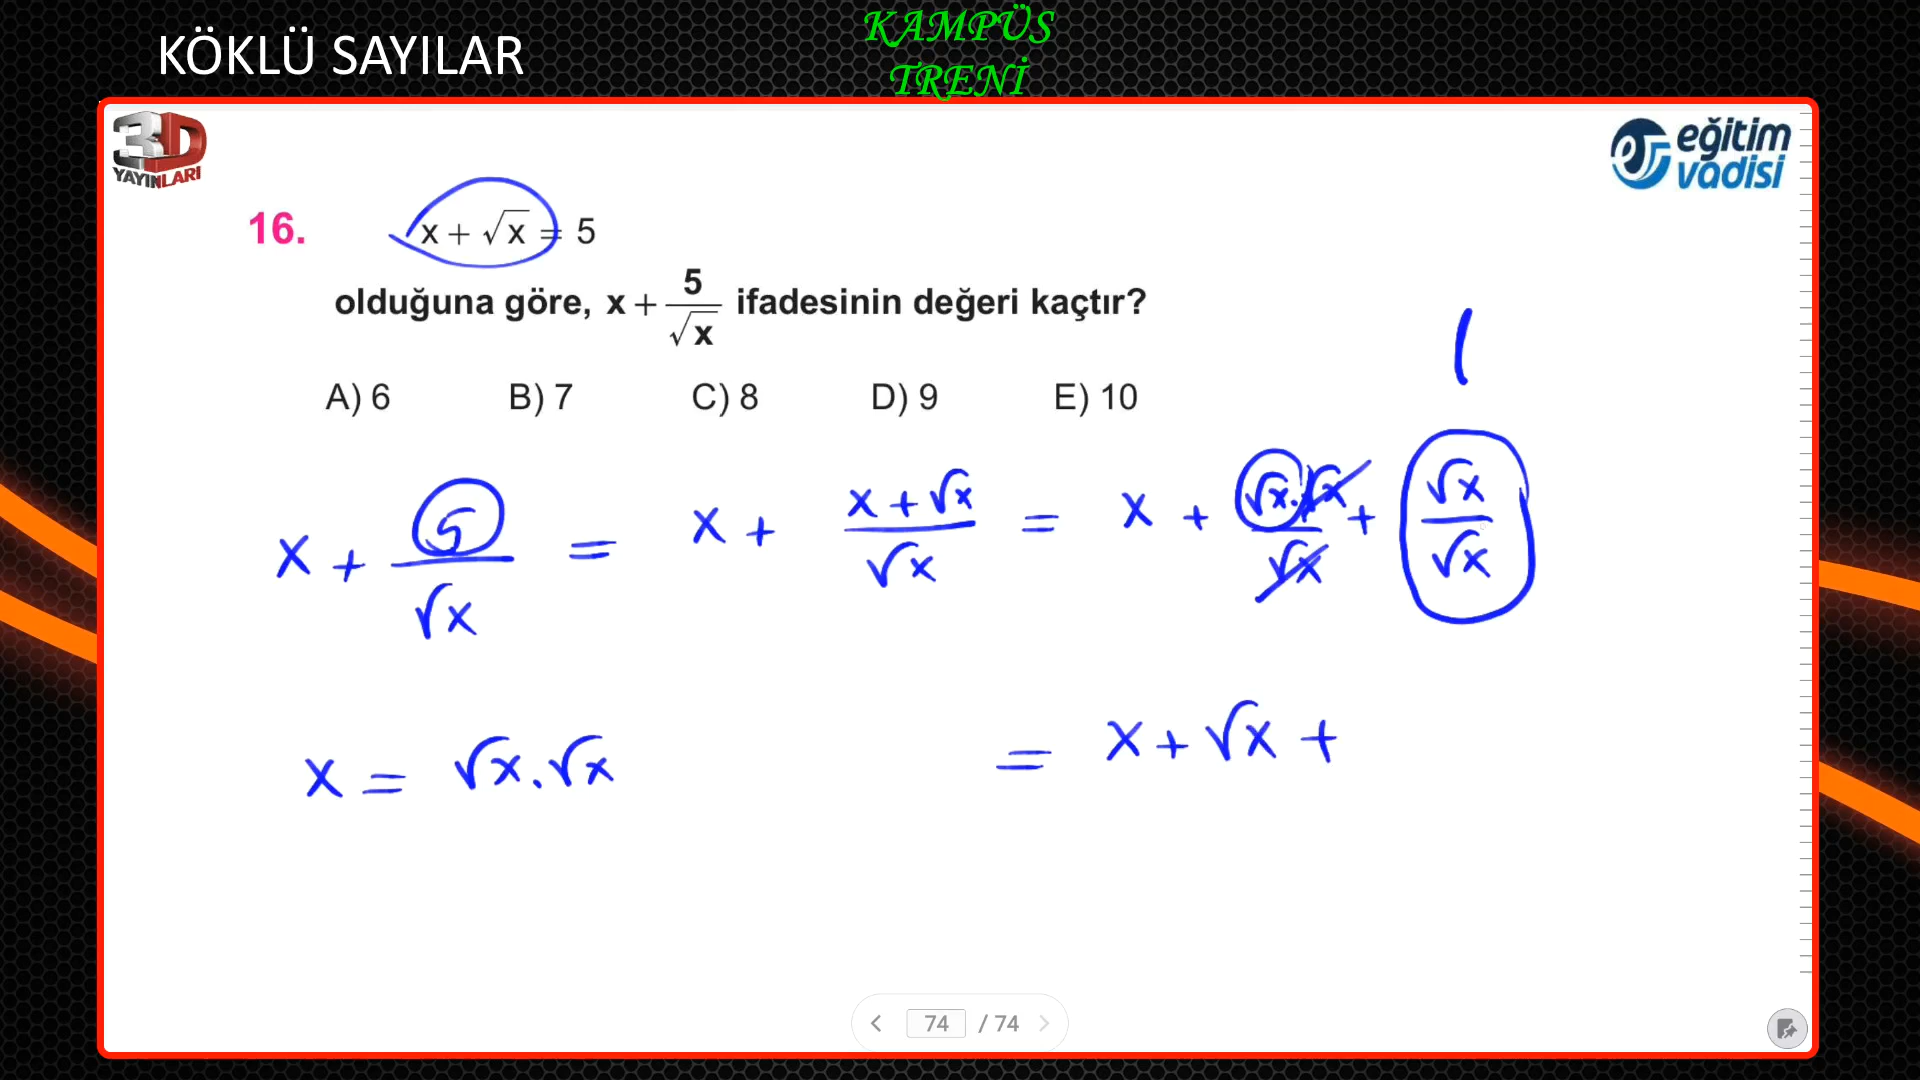 KÖKLÜ SAYILAR
KAMPÜS
TRENİ
3D
YAYINLARI
eğitim
vadisi
16. x + √x = 5
olduğuna göre, x + 5/√x ifadesinin değeri kaçtır?
A) 6 B) 7 C) 8 D) 9 E) 10
1
x + 5/√x = x + (x + √x)/√x = x + (√x.√x)/√x + √x/√x
x = √x.√x
= x + √x +
74 / 74